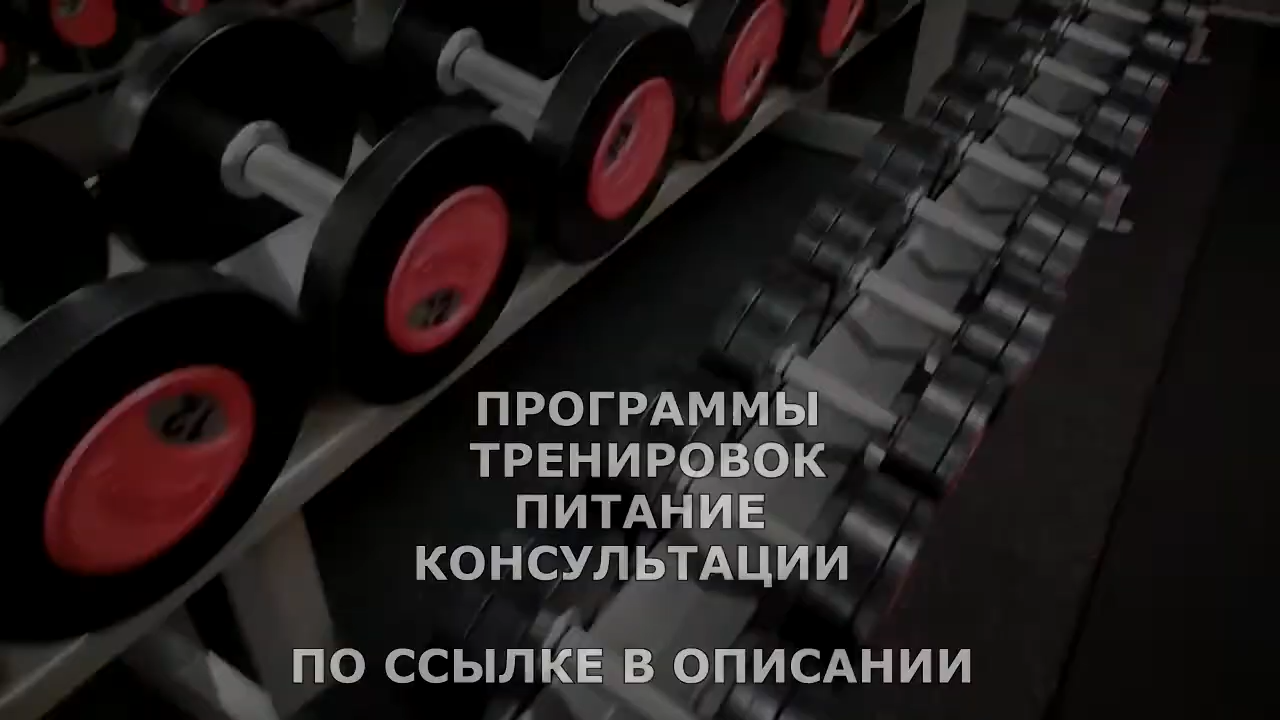 ПРОГРАММЫ
ТРЕНИРОВОК
ПИТАНИЕ
КОНСУЛЬТАЦИИ
ПО ССЫЛКЕ В ОПИСАНИИ